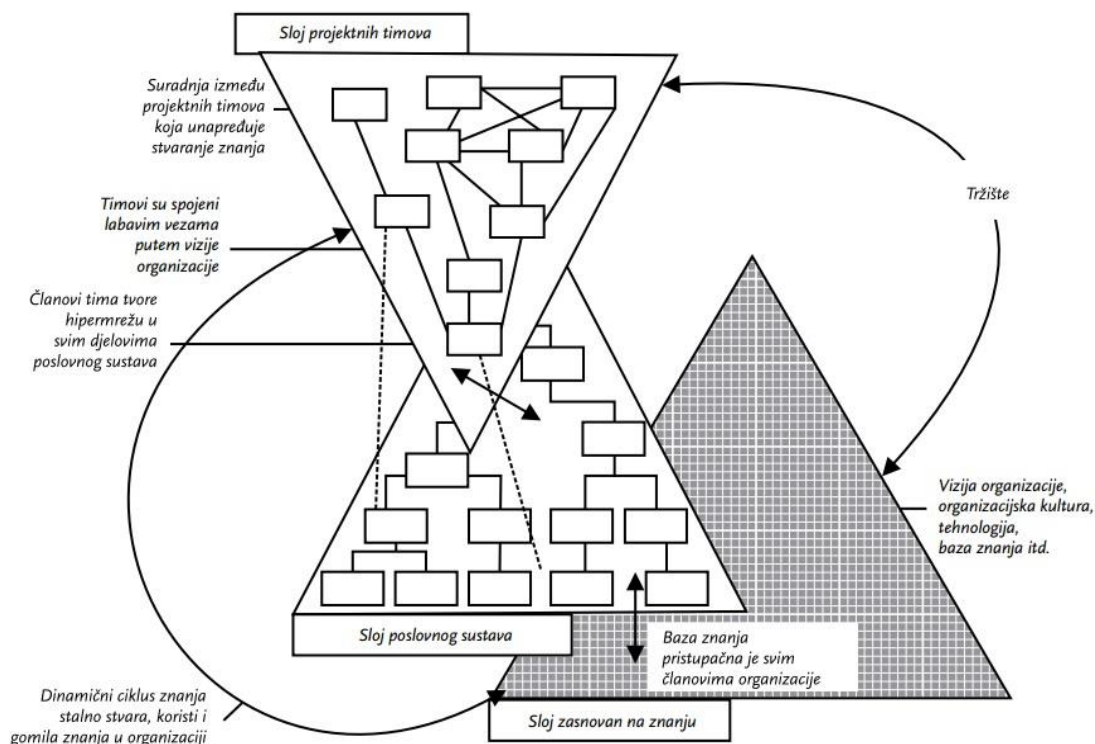 Sloj projektnih timova
Suradnja između
projektnih timova
koja unapređuje
stvaranje znanja
Timovi su spojeni
labavim vezama
putem vizije
organizacije
Članovi tima tvore
hipermrežu u
svim djelovima
poslovnog sustava
Tržište
Vizija organizacije,
organizacijska kultura,
tehnologija,
baza znanja itd.
Sloj poslovnog sustava
Baza znanja
pristupačna je svim
članovima organizacije
Dinamični ciklus znanja
stalno stvara, koristi i
gomila znanja u organizaciji
Sloj zasnovan na znanju